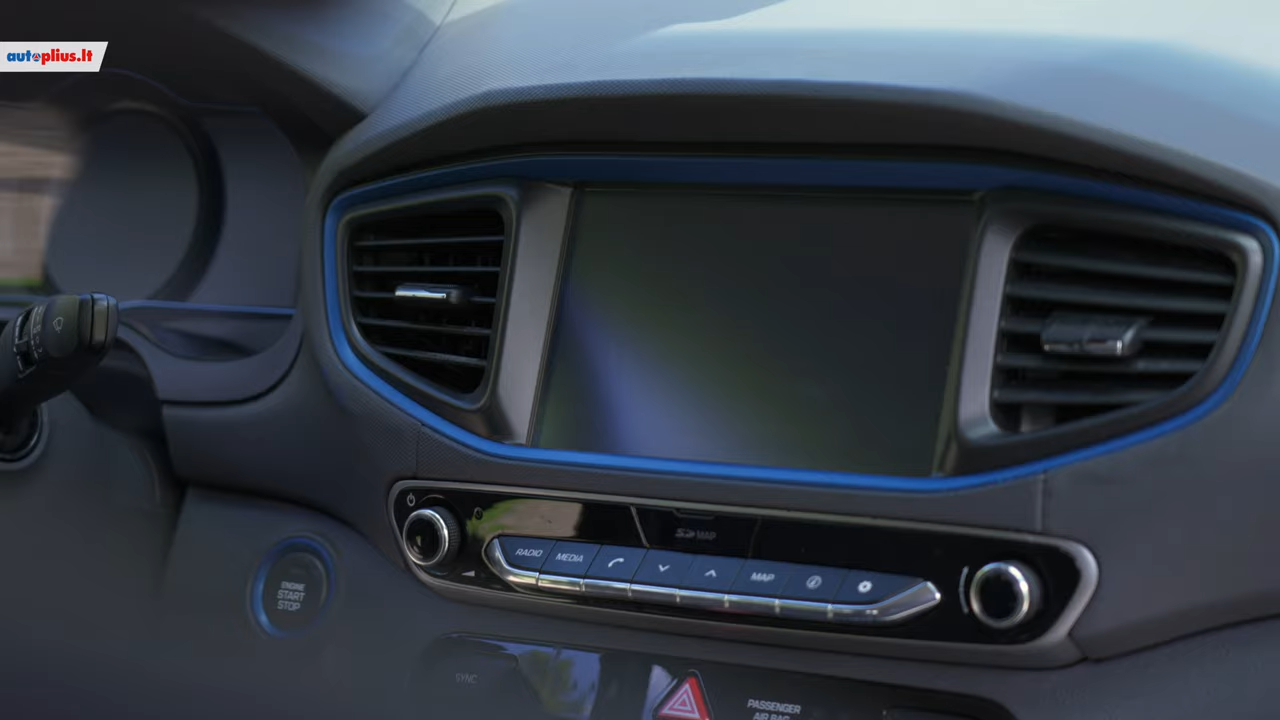 autoplius.lt
SD MAP
RADIO
MEDIA
MAP
ENGINE
START
STOP
SYNC
PASSENGER
AIR BAG